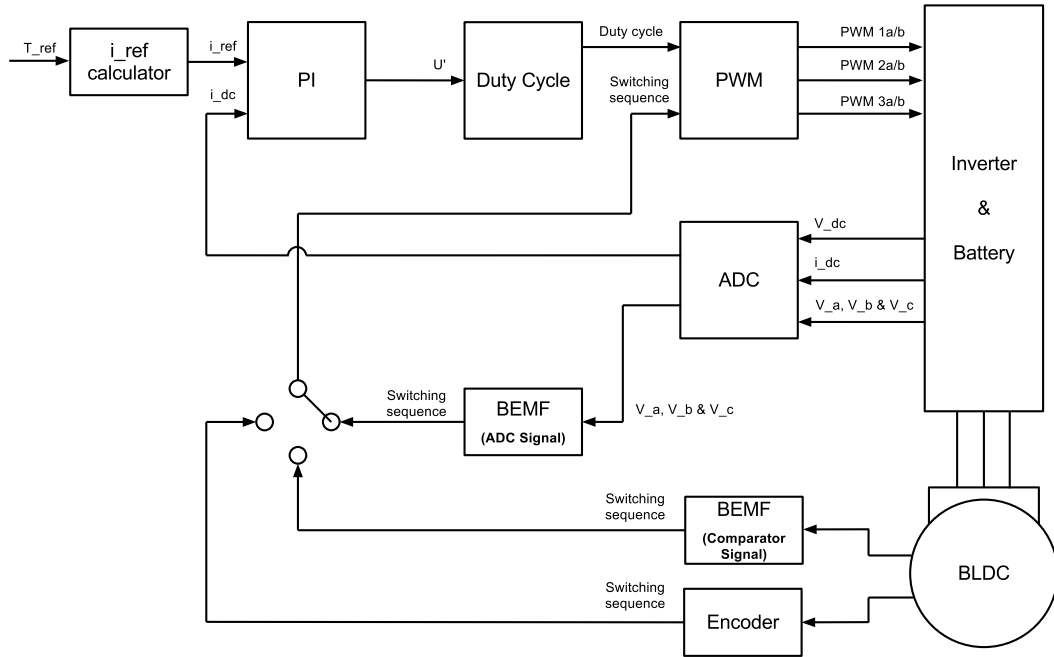 T_ref
i_ref
calculator
i_ref
i_dc
PI
U'
Duty Cycle
Duty cycle
Switching
sequence
PWM
PWM 1a/b
PWM 2a/b
PWM 3a/b
Inverter
&
Battery
V_dc
i_dc
V_a, V_b & V_c
ADC
Switching
sequence
BEMF
(ADC Signal)
V_a, V_b & V_c
Switching
sequence
BEMF
(Comparator
Signal)
BLDC
Switching
sequence
Encoder